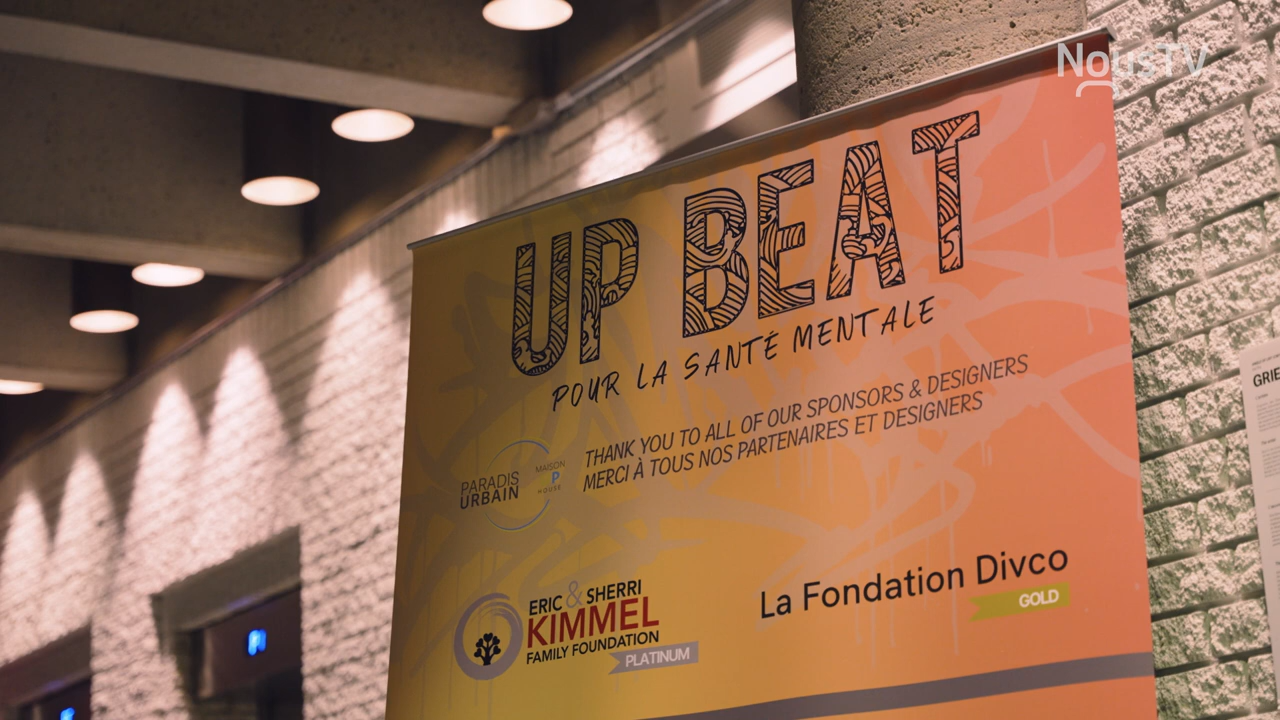 NousTV
UP BEAT
POUR LA SANTÉ MENTALE
THANK YOU TO ALL OF OUR SPONSORS & DESIGNERS
MERCI À TOUS NOS PARTENAIRES ET DESIGNERS
PARADIS
URBAIN
MAISON
P
HOUSE
ERIC & SHERRI
KIMMEL
FAMILY FOUNDATION
PLATINUM
La Fondation Divco
GOLD
GRIE